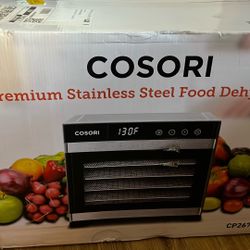 COSORI
remium Stainless Steel Food Dehy
COSORI
130F
CP267